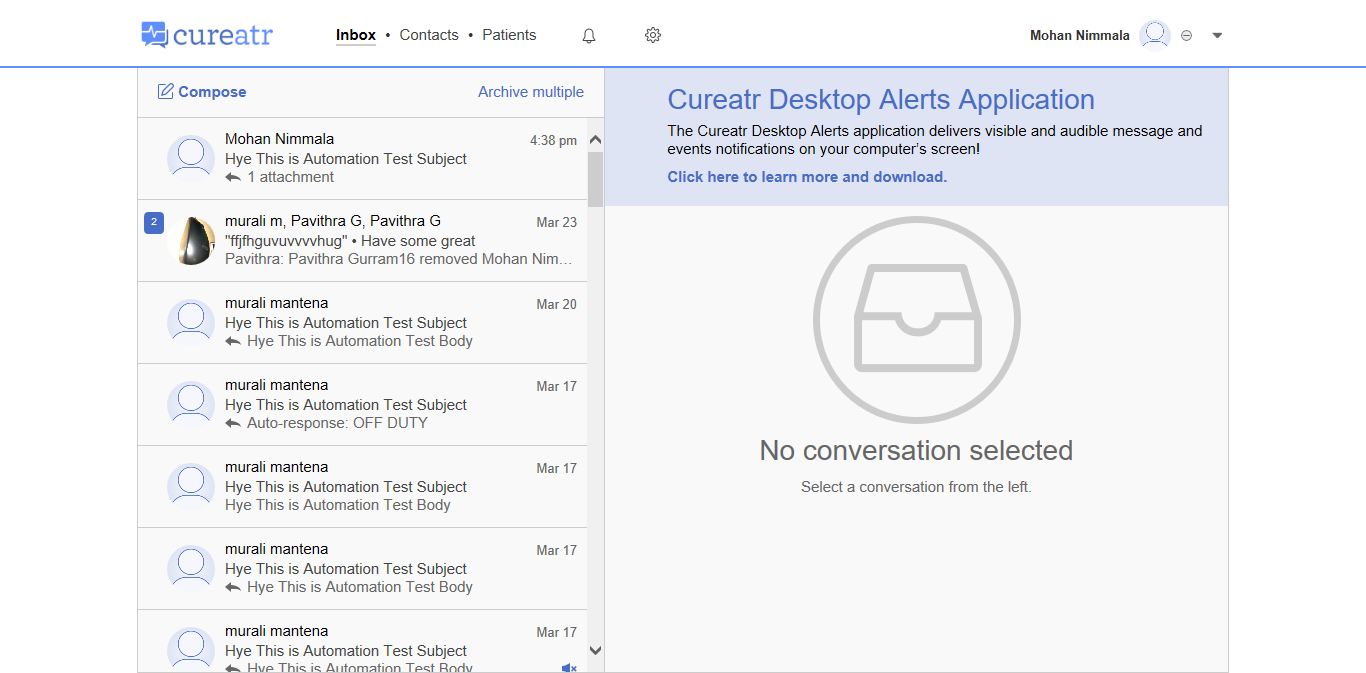 cureatr
Inbox • Contacts • Patients
Mohan Nimmala
Compose
Archive multiple
Mohan Nimmala
4:38 pm
Hye This is Automation Test Subject
1 attachment
2
murali m, Pavithra G, Pavithra G
Mar 23
"ffjfhguvuvvvvhug" • Have some great
Pavithra: Pavithra Gurram16 removed Mohan Nim…
murali mantena
Mar 20
Hye This is Automation Test Subject
Hye This is Automation Test Body
murali mantena
Mar 17
Hye This is Automation Test Subject
Auto-response: OFF DUTY
murali mantena
Mar 17
Hye This is Automation Test Subject
Hye This is Automation Test Body
murali mantena
Mar 17
Hye This is Automation Test Subject
Hye This is Automation Test Body
murali mantena
Mar 17
Hye This is Automation Test Subject
Hye This is Automation Test Body
Cureatr Desktop Alerts Application
The Cureatr Desktop Alerts application delivers visible and audible message and
events notifications on your computer's screen!
Click here to learn more and download.
No conversation selected
Select a conversation from the left.